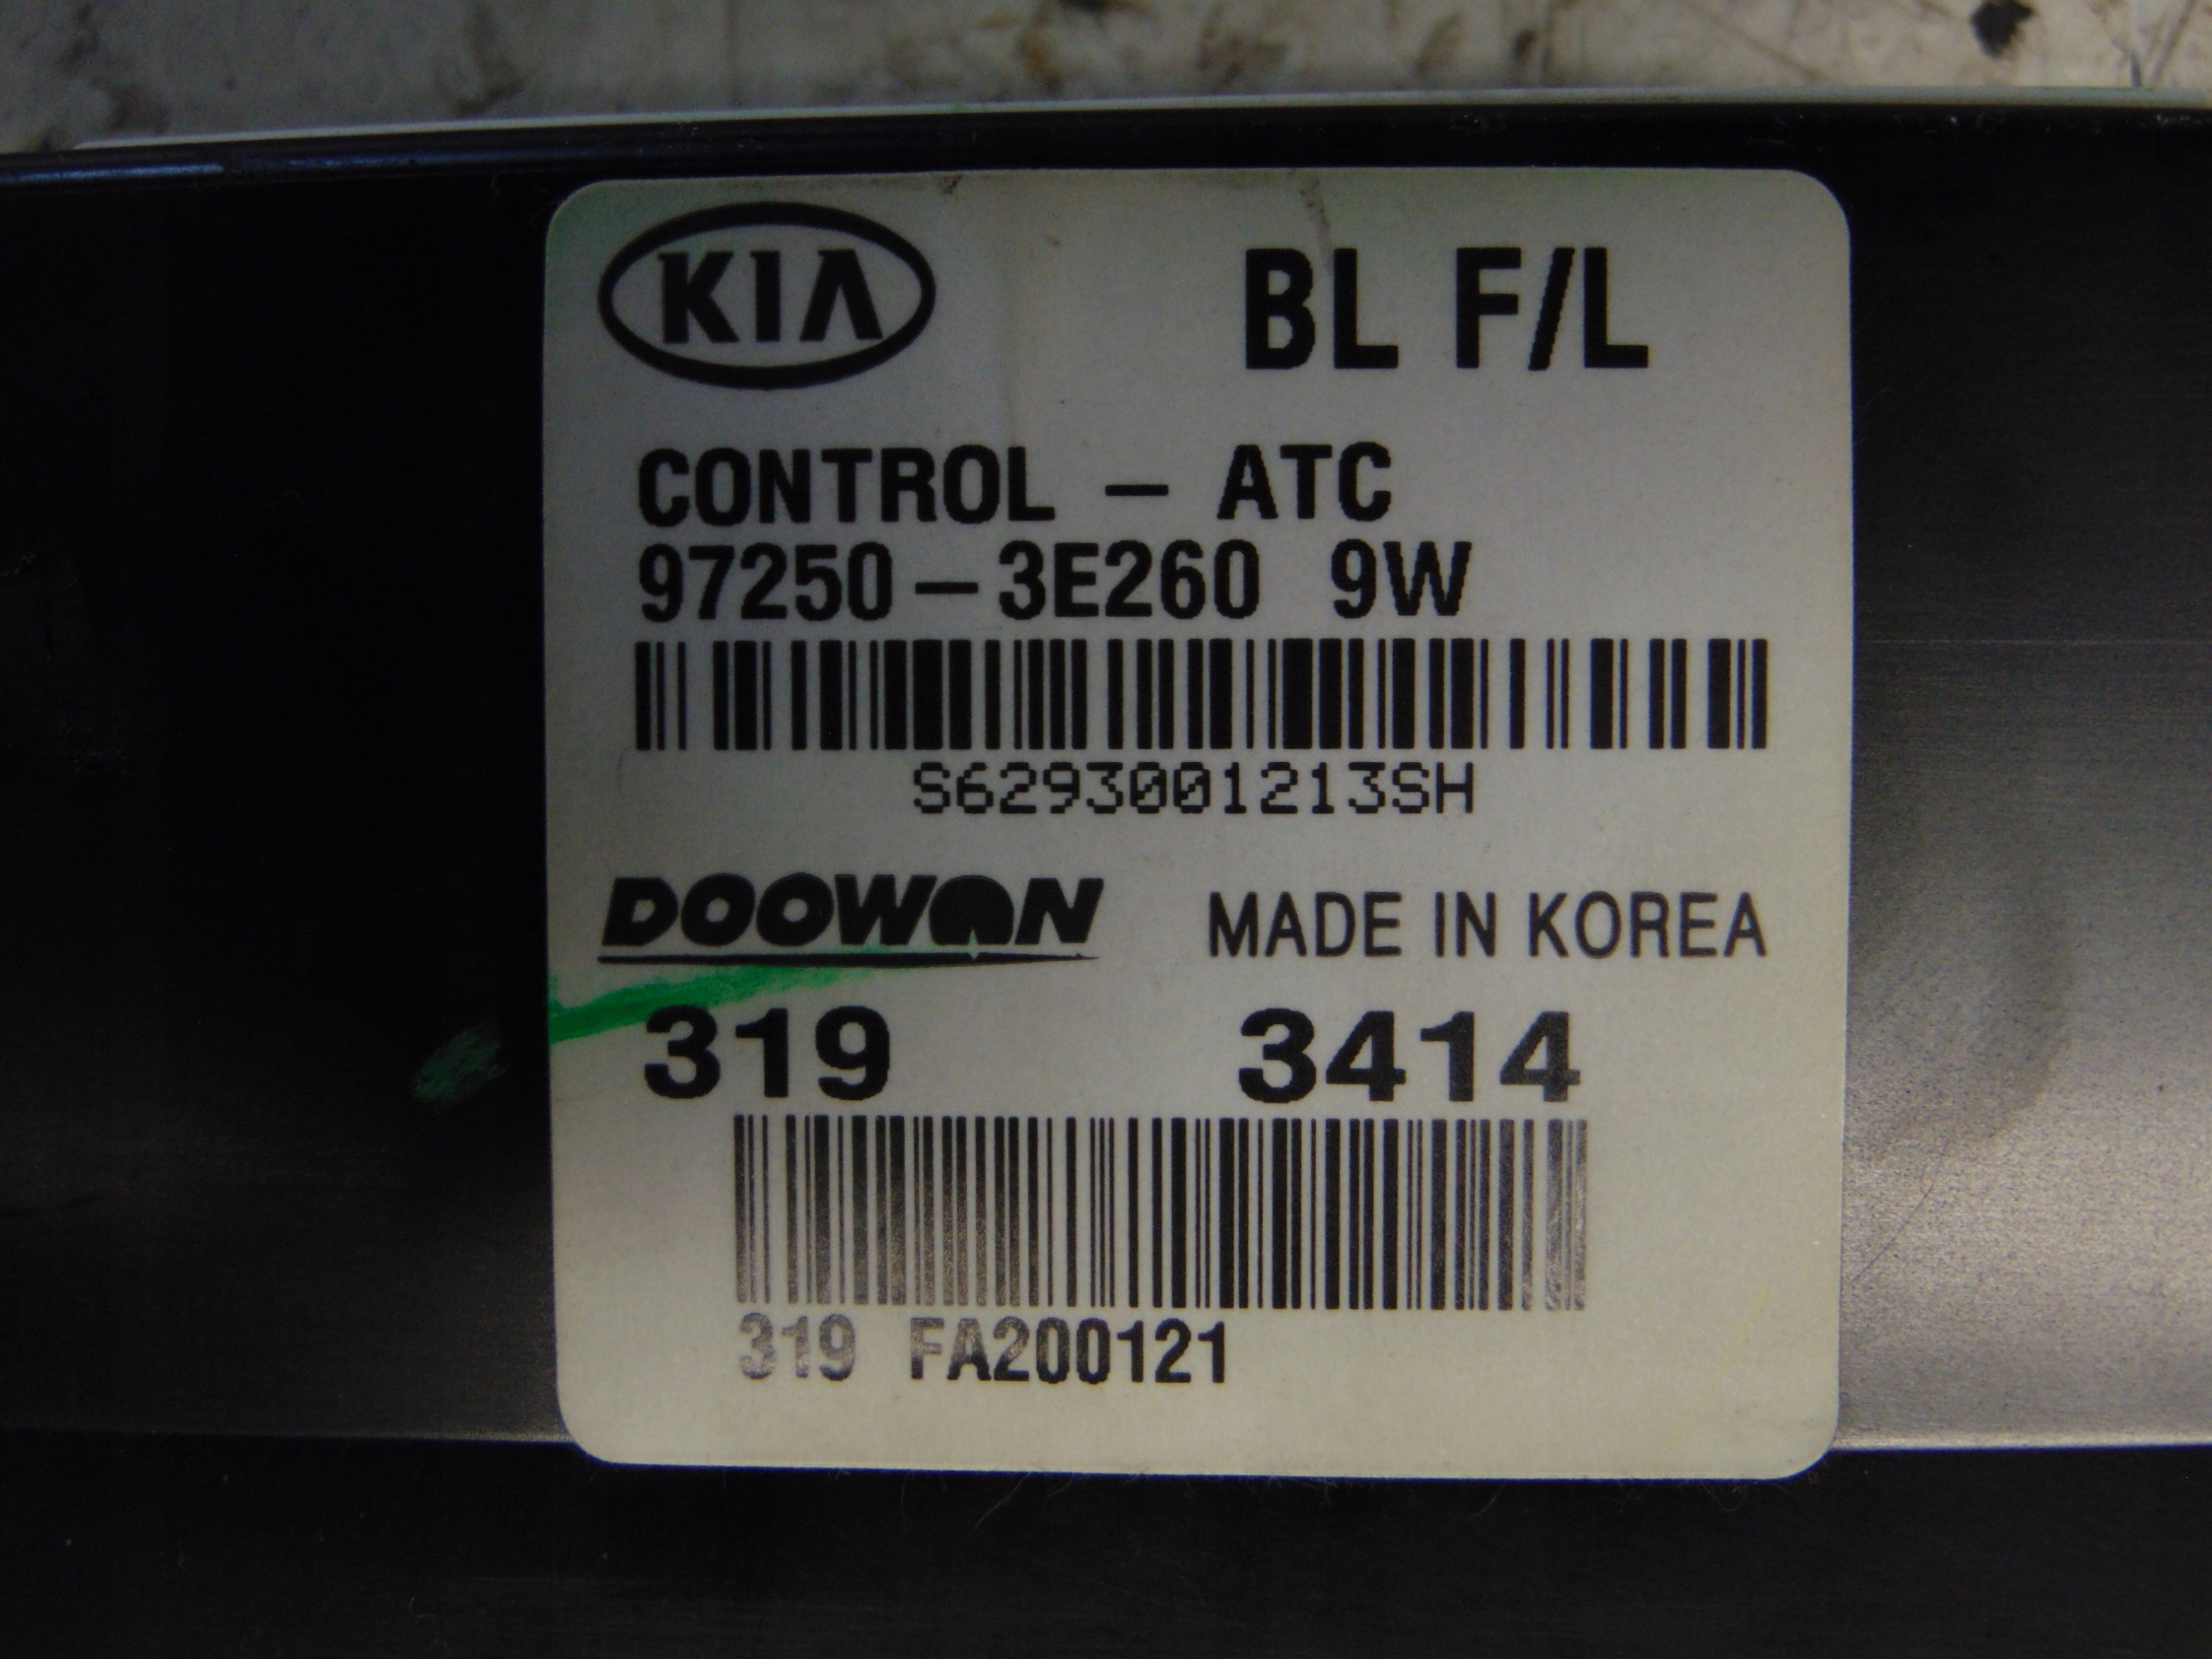 KIA BL F/L
CONTROL – ATC
97250–3E260 9W
S6293001213SH
DOOWON MADE IN KOREA
319 3414
319 FA200121